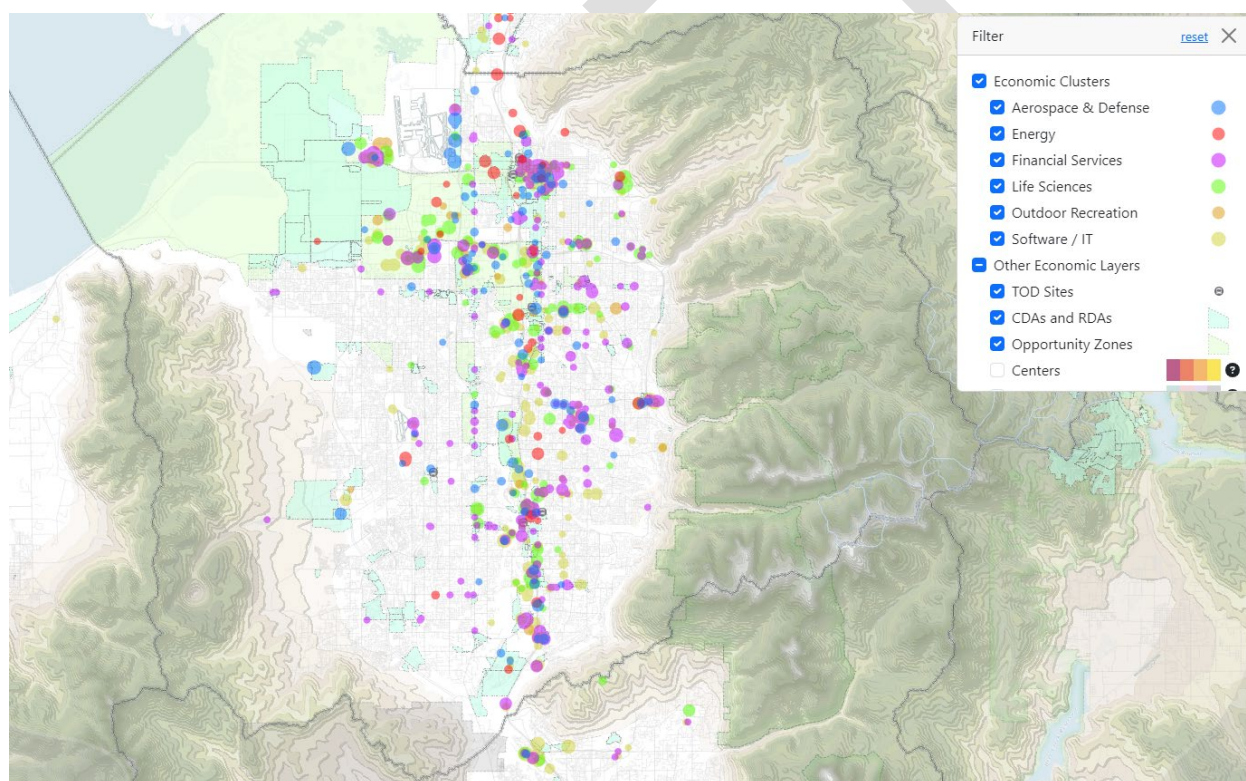 Filter reset
Economic Clusters
Aerospace & Defense
Energy
Financial Services
Life Sciences
Outdoor Recreation
Software / IT
Other Economic Layers
TOD Sites
CDAs and RDAs
Opportunity Zones
Centers ?